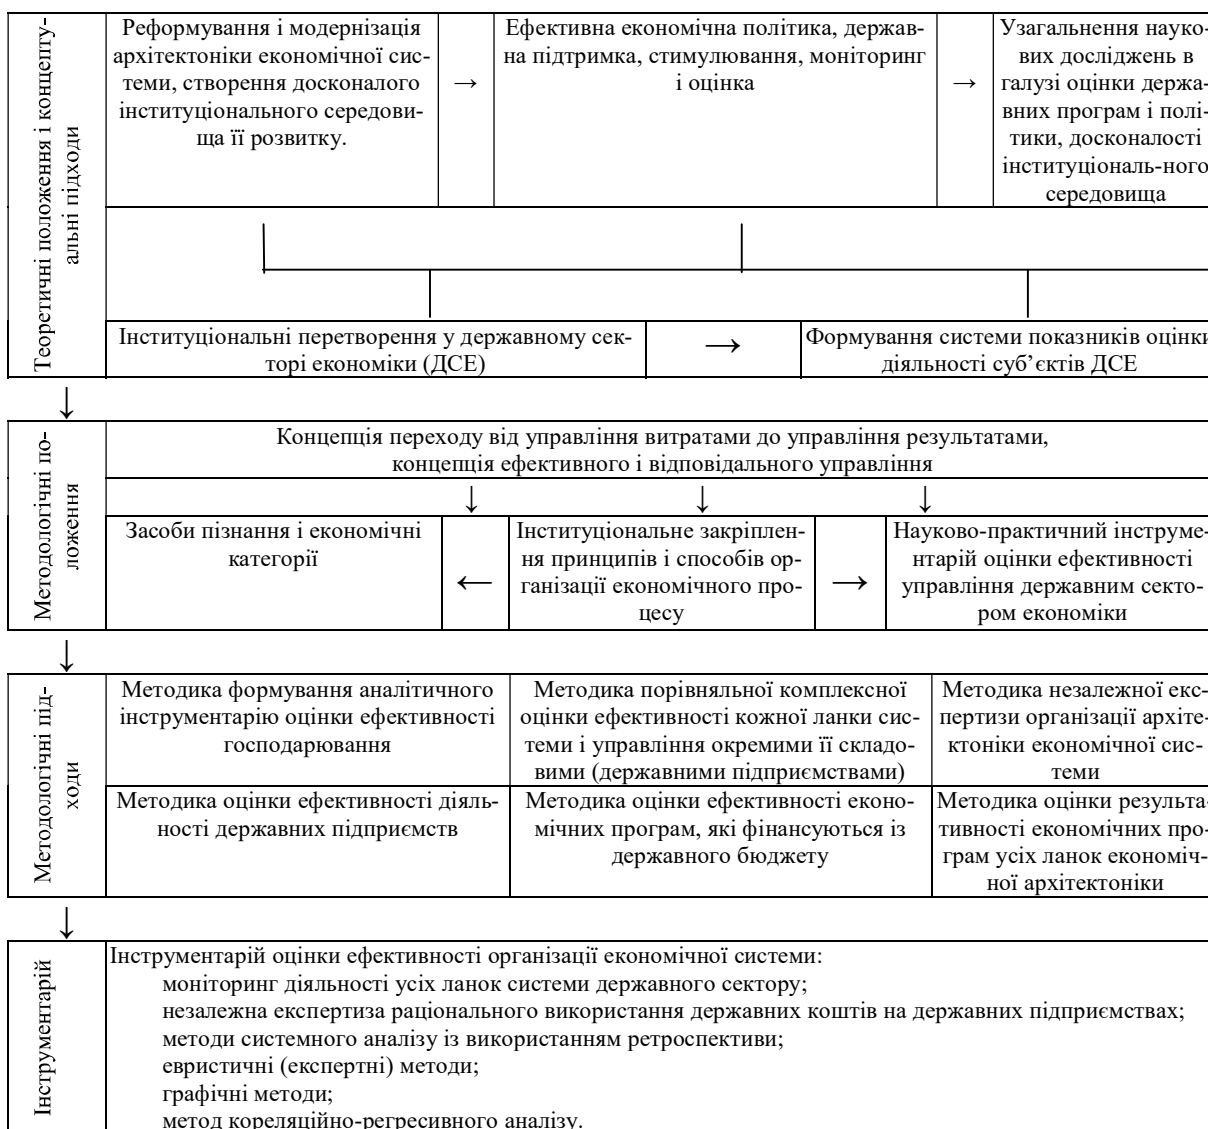 Теоретичні положення і концепту-
альні підходи
Реформування і модернізація
архітектоніки економічної сис-
теми, створення досконалого
інституціонального середови-
ща її розвитку.
→
Ефективна економічна політика, держав-
на підтримка, стимулювання, моніторинг
і оцінка
→
Узагальнення науко-
вих досліджень в
галузі оцінки держа-
вних програм і полі-
тики, досконалості
інституціональ-ного
середовища
Інституціональні перетворення у державному сек-
торі економіки (ДСЕ)
→
Формування системи показників оцінки
діяльності суб’єктів ДСЕ
↓
Методологічні по-
ложення
Концепція переходу від управління витратами до управління результатами,
концепція ефективного і відповідального управління
↓ ↓ ↓
Засоби пізнання і економічні
категорії
←
Інституціональне закріплен-
ня принципів і способів ор-
ганізації економічного про-
цесу
→
Науково-практичний інструме-
нтарій оцінки ефективності
управління державним секто-
ром економіки
↓
Методологічні під-
ходи
Методика формування аналітичного
інструментарію оцінки ефективності
господарювання
Методика порівняльної комплексної
оцінки ефективності кожної ланки сис-
теми і управління окремими її складо-
вими (державними підприємствами)
Методика незалежної екс-
пертизи організації архіте-
ктоніки економічної сис-
теми
Методика оцінки ефективності діяль-
ності державних підприємств
Методика оцінки ефективності еконо-
мічних програм, які фінансуються із
державного бюджету
Методика оцінки результа-
тивності економічних про-
грам усіх ланок економіч-
ної архітектоніки
↓
Інструментарій
Інструментарій оцінки ефективності організації економічної системи:
моніторинг діяльності усіх ланок системи державного сектору;
незалежна експертиза раціонального використання державних коштів на державних підприємствах;
методи системного аналізу із використанням ретроспективи;
евристичні (експертні) методи;
графічні методи;
метод кореляційно-регресивного аналізу.